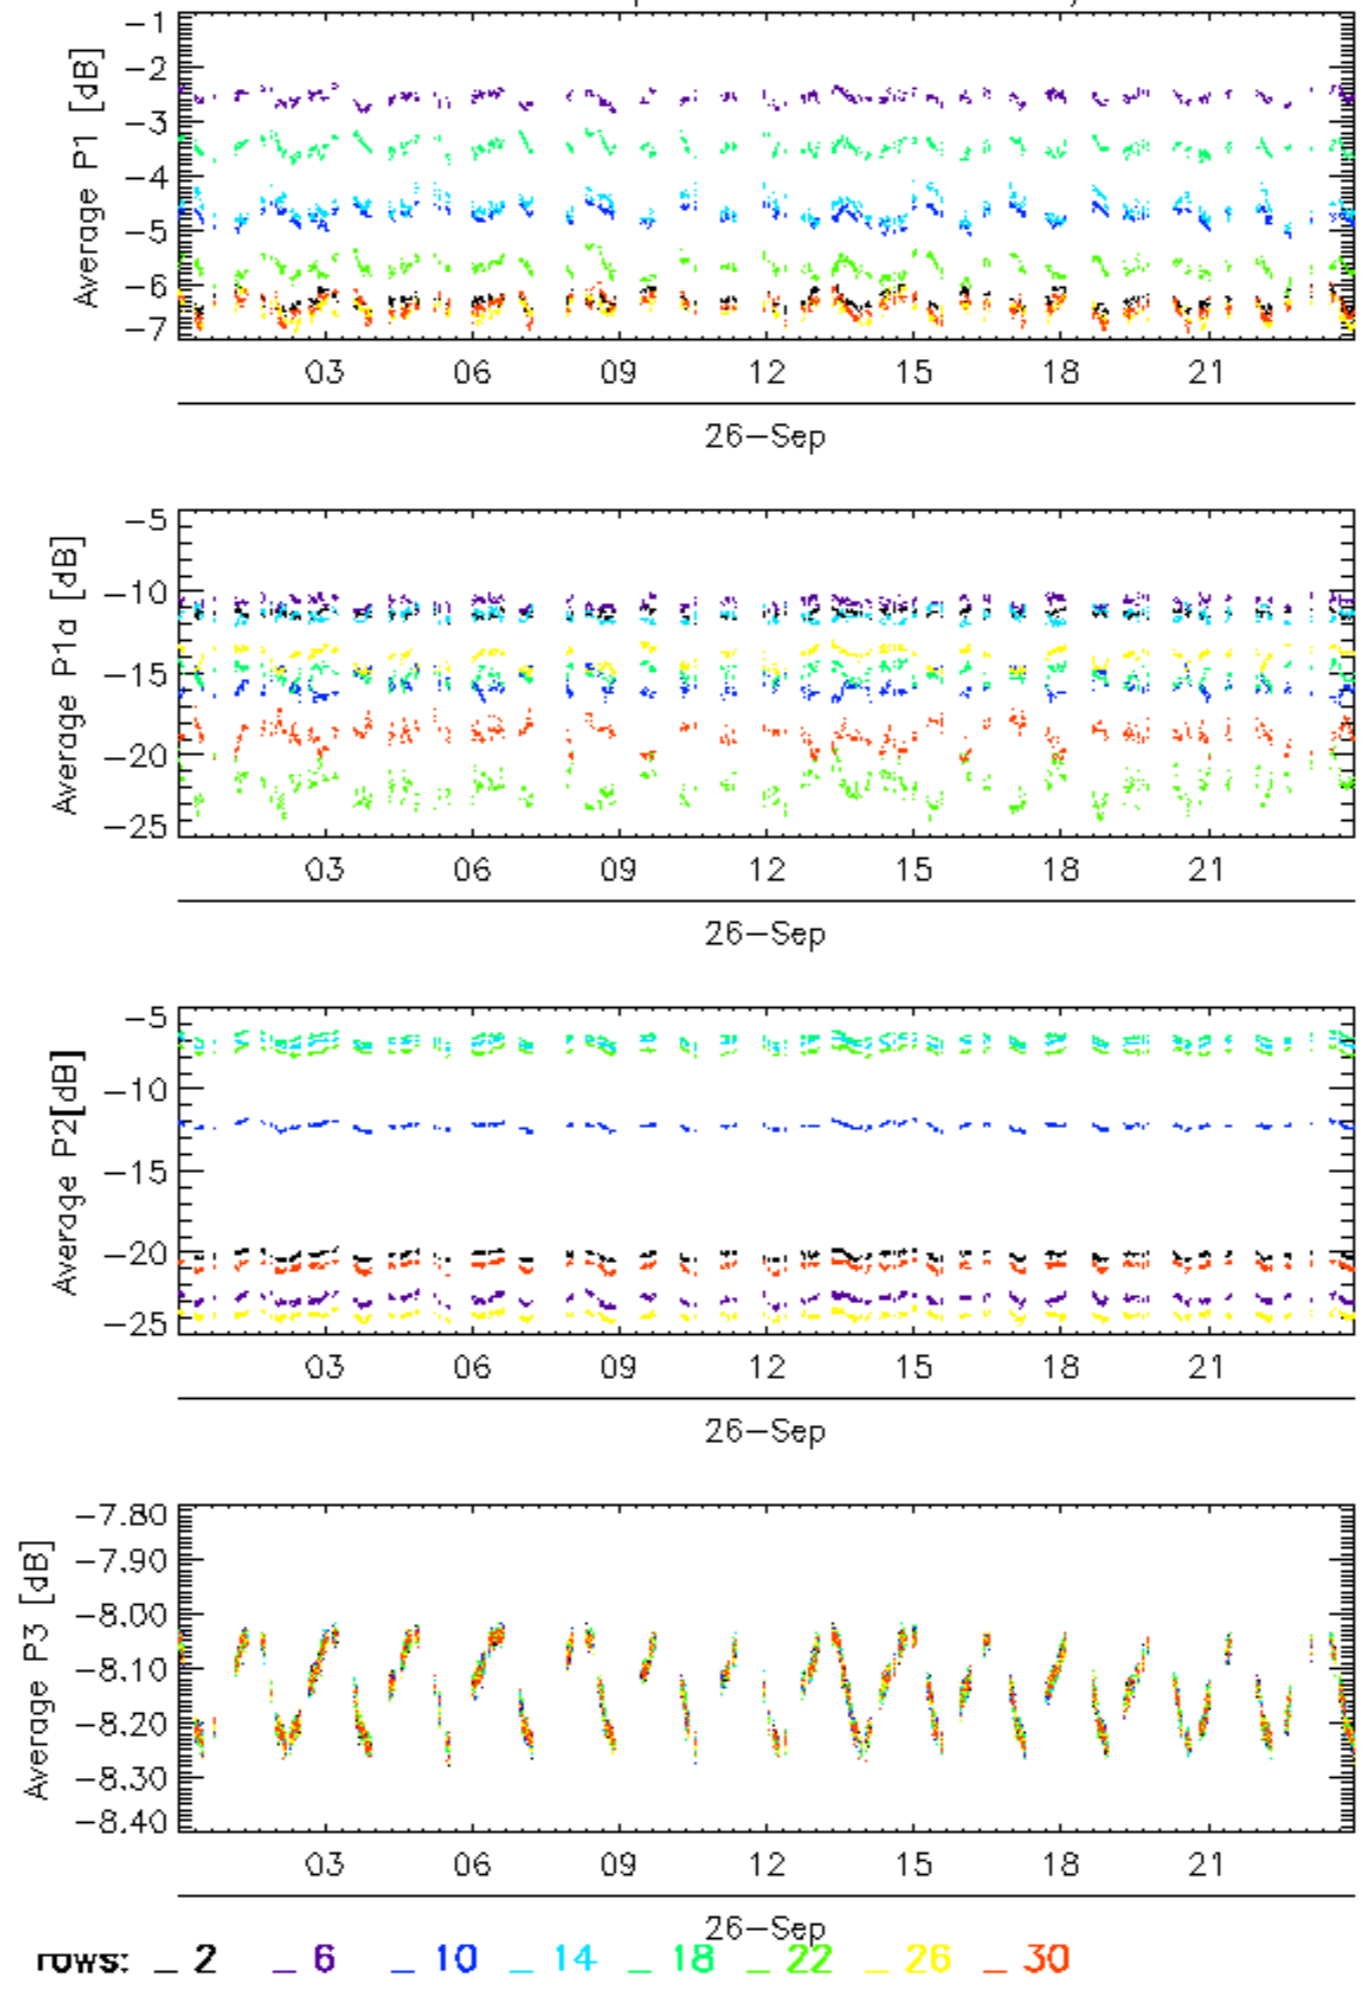 Average P1 [dB]
-1
-2
-3
-4
-5
-6
-7
03 06 09 12 15 18 21
26-Sep
Average P1a [dB]
-5
-10
-15
-20
-25
03 06 09 12 15 18 21
26-Sep
Average P2[dB]
-5
-10
-15
-20
-25
03 06 09 12 15 18 21
26-Sep
Average P3 [dB]
-7.80
-7.90
-8.00
-8.10
-8.20
-8.30
-8.40
03 06 09 12 15 18 21
26-Sep
rows: _ 2 _ 6 _ 10 _ 14 _ 18 _ 22 _ 26 _ 30